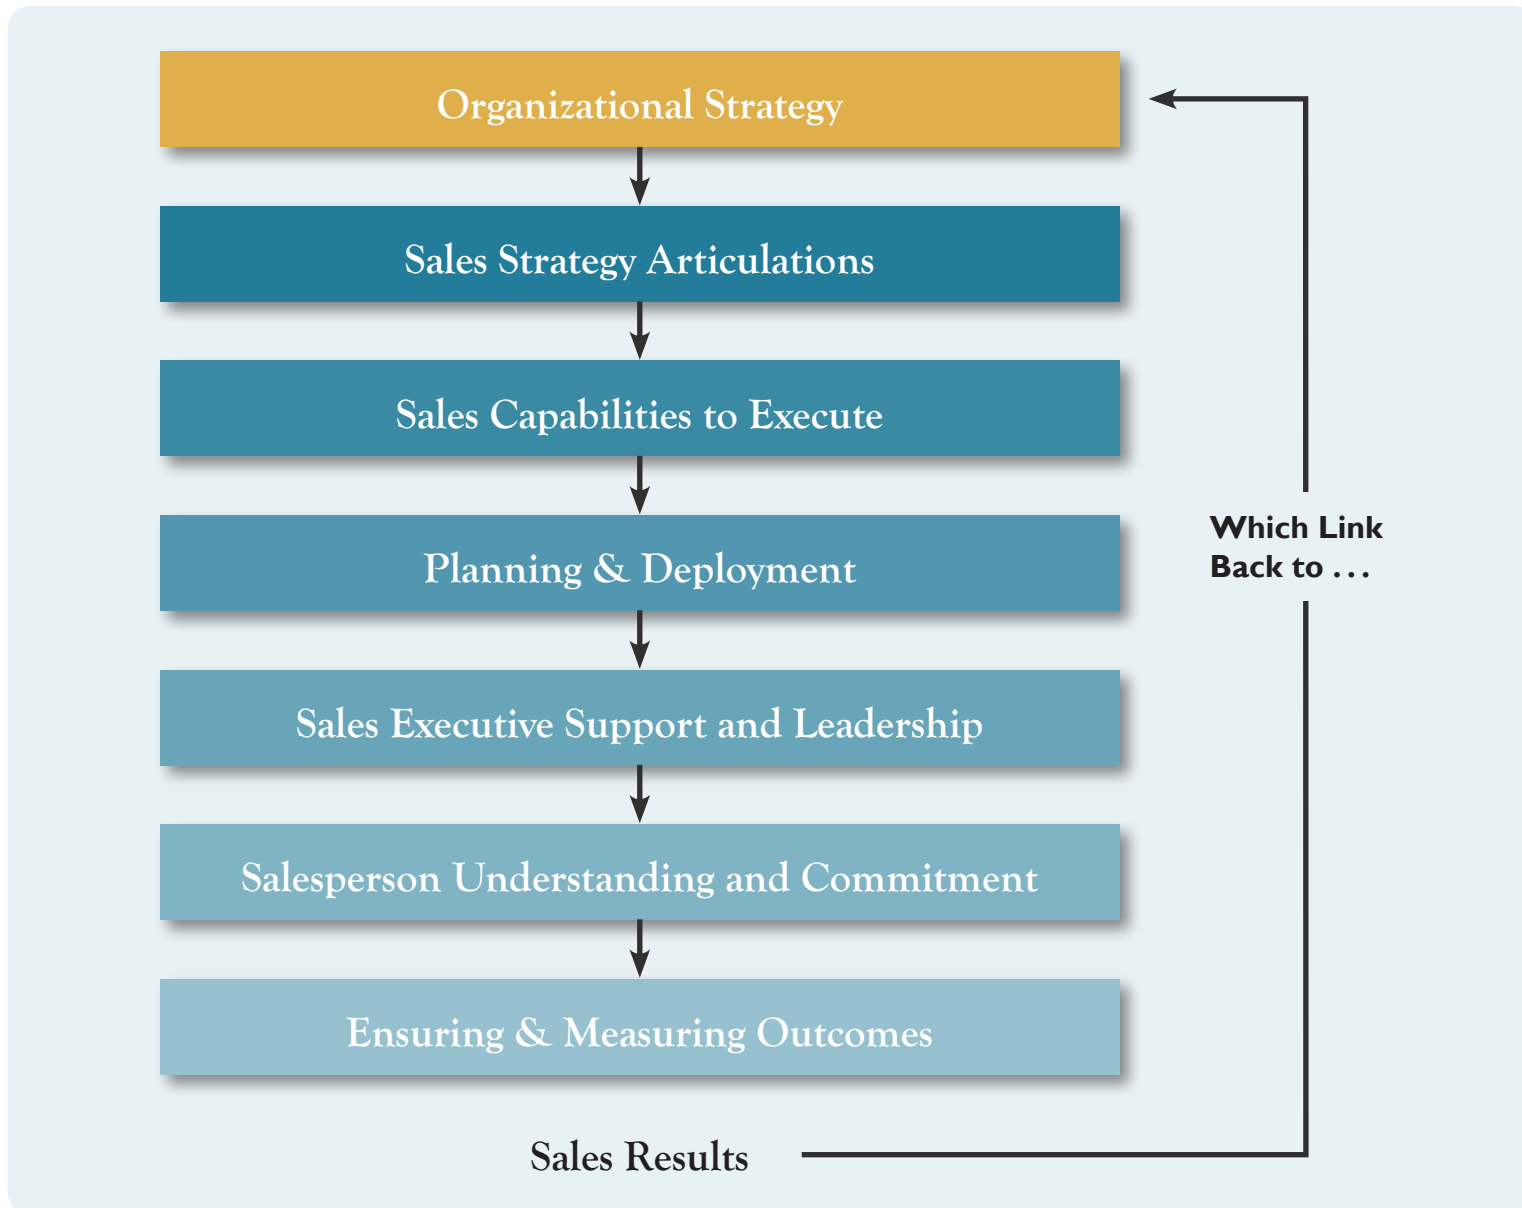 Organizational Strategy
Sales Strategy Articulations
Sales Capabilities to Execute
Planning & Deployment
Which Link
Back to . . .
Sales Executive Support and Leadership
Salesperson Understanding and Commitment
Ensuring & Measuring Outcomes
Sales Results